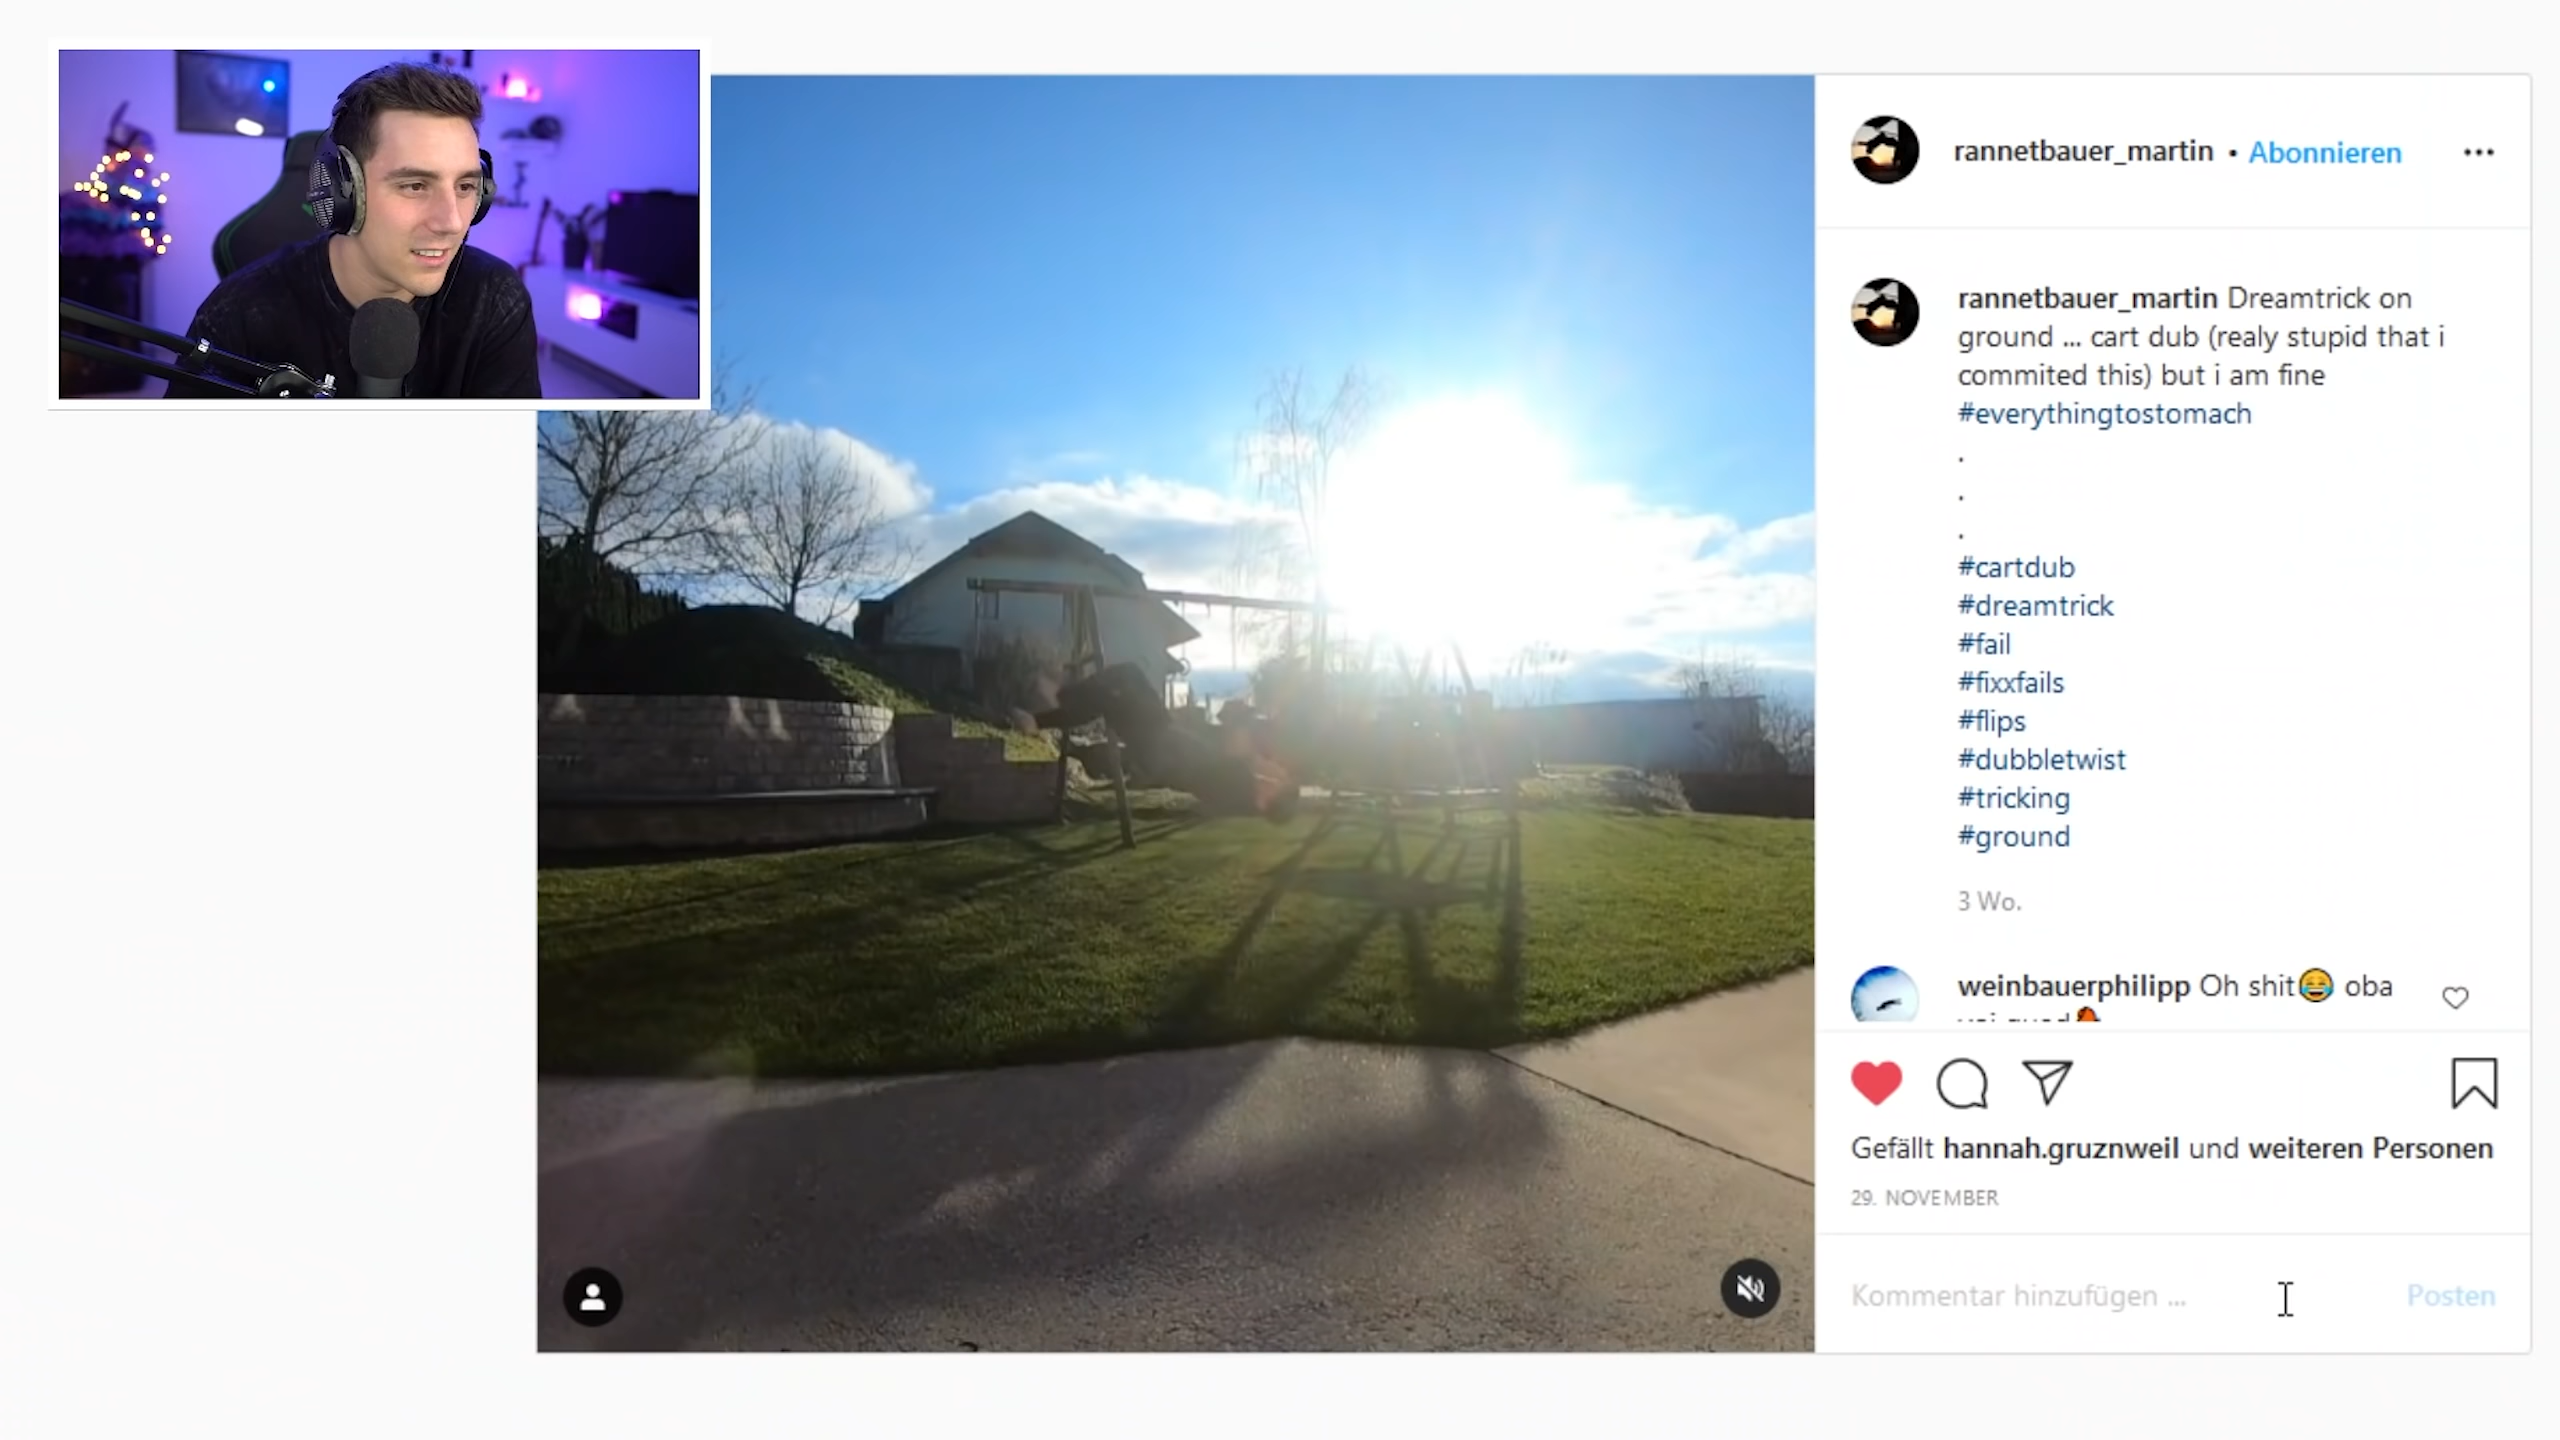 rannetbauer_martin • Abonnieren
rannetbauer_martin Dreamtrick on
ground ... cart dub (realy stupid that i
commited this) but i am fine
#everythingtostomach
.
.
.
#cartdub
#dreamtrick
#fail
#fixxfails
#flips
#dubbletwist
#tricking
#ground
3 Wo.
weinbauerphilipp Oh shit😂 oba
Gefällt hannah.gruznweil und weiteren Personen
29. NOVEMBER
Kommentar hinzufügen ...
Posten